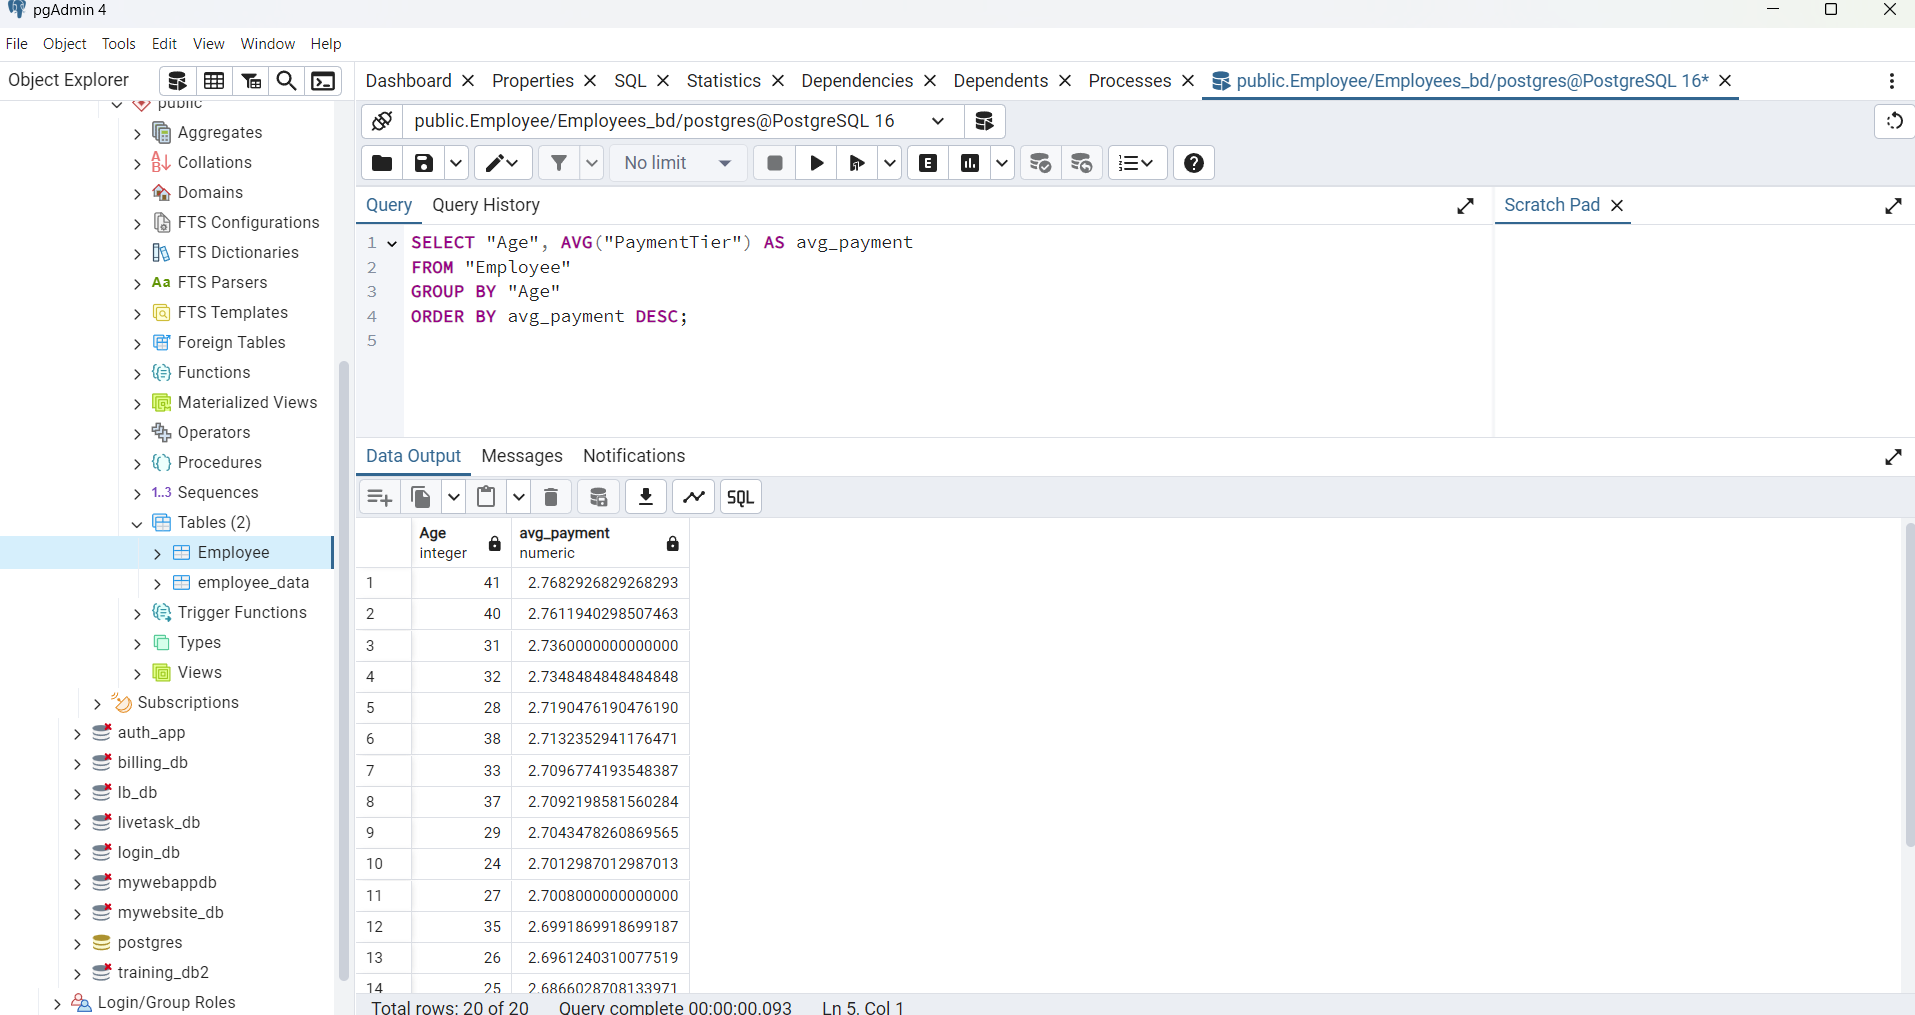 pgAdmin 4
File Object Tools Edit View Window Help
Object Explorer
Dashboard Properties SQL Statistics Dependencies Dependents Processes public.Employee/Employees_bd/postgres@PostgreSQL 16*
public
Aggregates
Collations
Domains
FTS Configurations
FTS Dictionaries
Aa FTS Parsers
FTS Templates
Foreign Tables
Functions
Materialized Views
Operators
Procedures
1..3 Sequences
Tables (2)
Employee
employee_data
Trigger Functions
Types
Views
Subscriptions
auth_app
billing_db
lb_db
livetask_db
login_db
mywebappdb
mywebsite_db
postgres
training_db2
Login/Group Roles
public.Employee/Employees_bd/postgres@PostgreSQL 16
No limit
E
Query Query History
Scratch Pad
1 SELECT "Age", AVG("PaymentTier") AS avg_payment
2 FROM "Employee"
3 GROUP BY "Age"
4 ORDER BY avg_payment DESC;
5
Data Output Messages Notifications
SQL
Age avg_payment
integer numeric
1 41 2.7682926829268293
2 40 2.7611940298507463
3 31 2.7360000000000000
4 32 2.7348484848484848
5 28 2.7190476190476190
6 38 2.7132352941176471
7 33 2.7096774193548387
8 37 2.7092198581560284
9 29 2.7043478260869565
10 24 2.7012987012987013
11 27 2.7008000000000000
12 35 2.6991869918699187
13 26 2.6961240310077519
14 25 2.6866028708133971
Total rows: 20 of 20 Query complete 00:00:00.093 Ln 5, Col 1